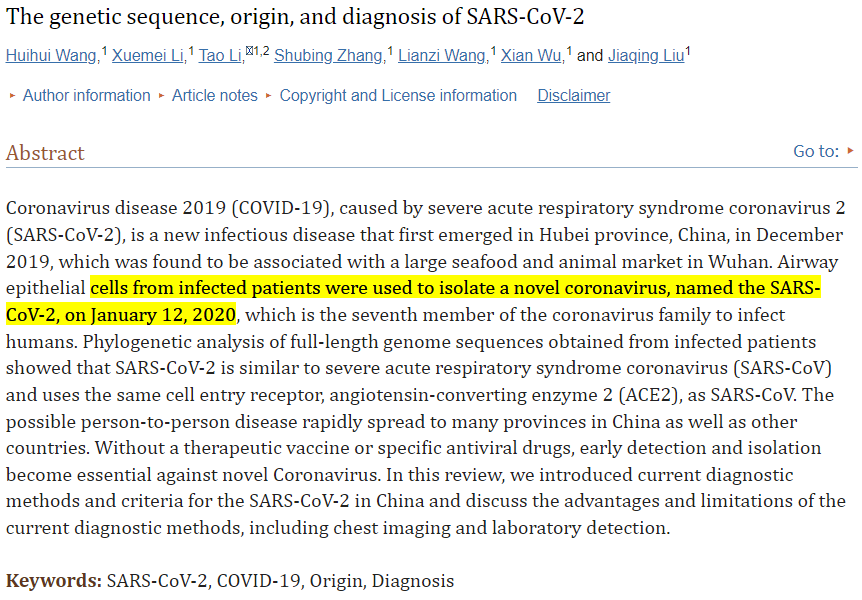 The genetic sequence, origin, and diagnosis of SARS-CoV-2
Huihui Wang,1 Xuemei Li,1 Tao Li,1,2 Shubing Zhang,1 Lianzi Wang,1 Xian Wu,1 and Jiaqing Liu1
Author information Article notes Copyright and License information Disclaimer
Abstract Go to:
Coronavirus disease 2019 (COVID-19), caused by severe acute respiratory syndrome coronavirus 2
(SARS-CoV-2), is a new infectious disease that first emerged in Hubei province, China, in December
2019, which was found to be associated with a large seafood and animal market in Wuhan. Airway
epithelial cells from infected patients were used to isolate a novel coronavirus, named the SARS-
CoV-2, on January 12, 2020, which is the seventh member of the coronavirus family to infect
humans. Phylogenetic analysis of full-length genome sequences obtained from infected patients
showed that SARS-CoV-2 is similar to severe acute respiratory syndrome coronavirus (SARS-CoV)
and uses the same cell entry receptor, angiotensin-converting enzyme 2 (ACE2), as SARS-CoV. The
possible person-to-person disease rapidly spread to many provinces in China as well as other
countries. Without a therapeutic vaccine or specific antiviral drugs, early detection and isolation
become essential against novel Coronavirus. In this review, we introduced current diagnostic
methods and criteria for the SARS-CoV-2 in China and discuss the advantages and limitations of the
current diagnostic methods, including chest imaging and laboratory detection.
Keywords: SARS-CoV-2, COVID-19, Origin, Diagnosis